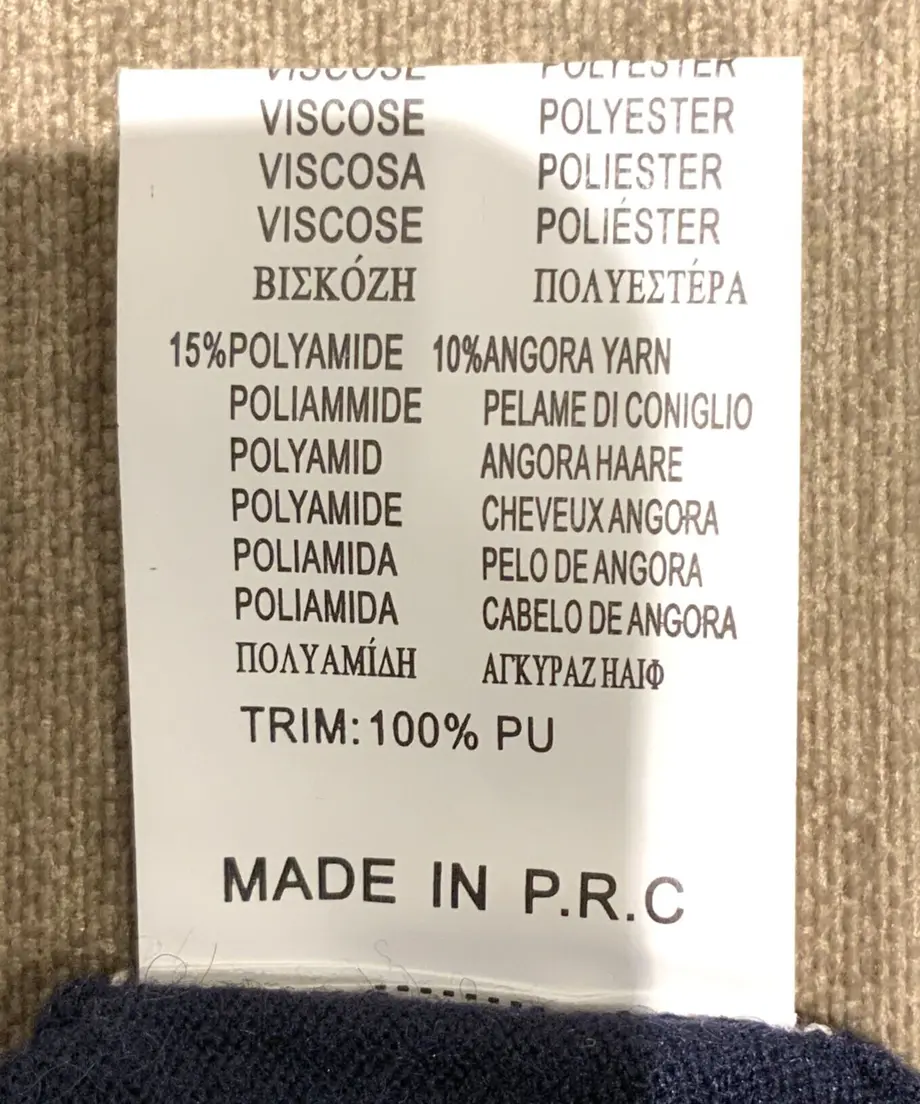 VISCOSE POLYESTER
VISCOSE POLYESTER
VISCOSA POLIESTER
VISCOSE POLIÉSTER
ΒΙΣΚΌΖΗ ΠΟΛΥΕΣΤΈΡΑ
15%POLYAMIDE 10%ANGORA YARN
POLIAMMIDE PELAME DI CONIGLIO
POLYAMID ANGORA HAARE
POLYAMIDE CHEVEUX ANGORA
POLIAMIDA PELO DE ANGORA
POLIAMIDA CABELO DE ANGORA
ΠΟΛΥΑΜΊΔΗ ΑΓΚΥΡΑΖ ΗΑΙΦ
TRIM: 100% PU
MADE IN P.R.C